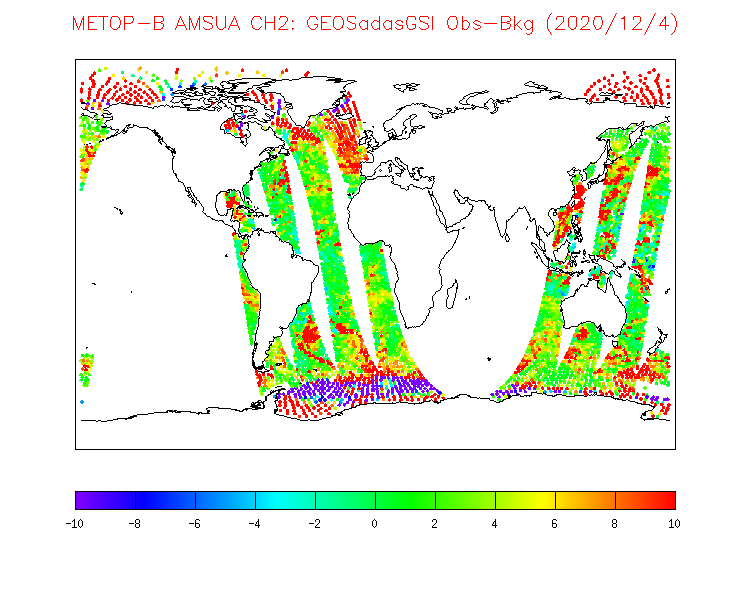 METOP-B AMSUA CH2: GEOSadasGSI Obs-Bkg (2020/12/4)
-10 -8 -6 -4 -2 0 2 4 6 8 10